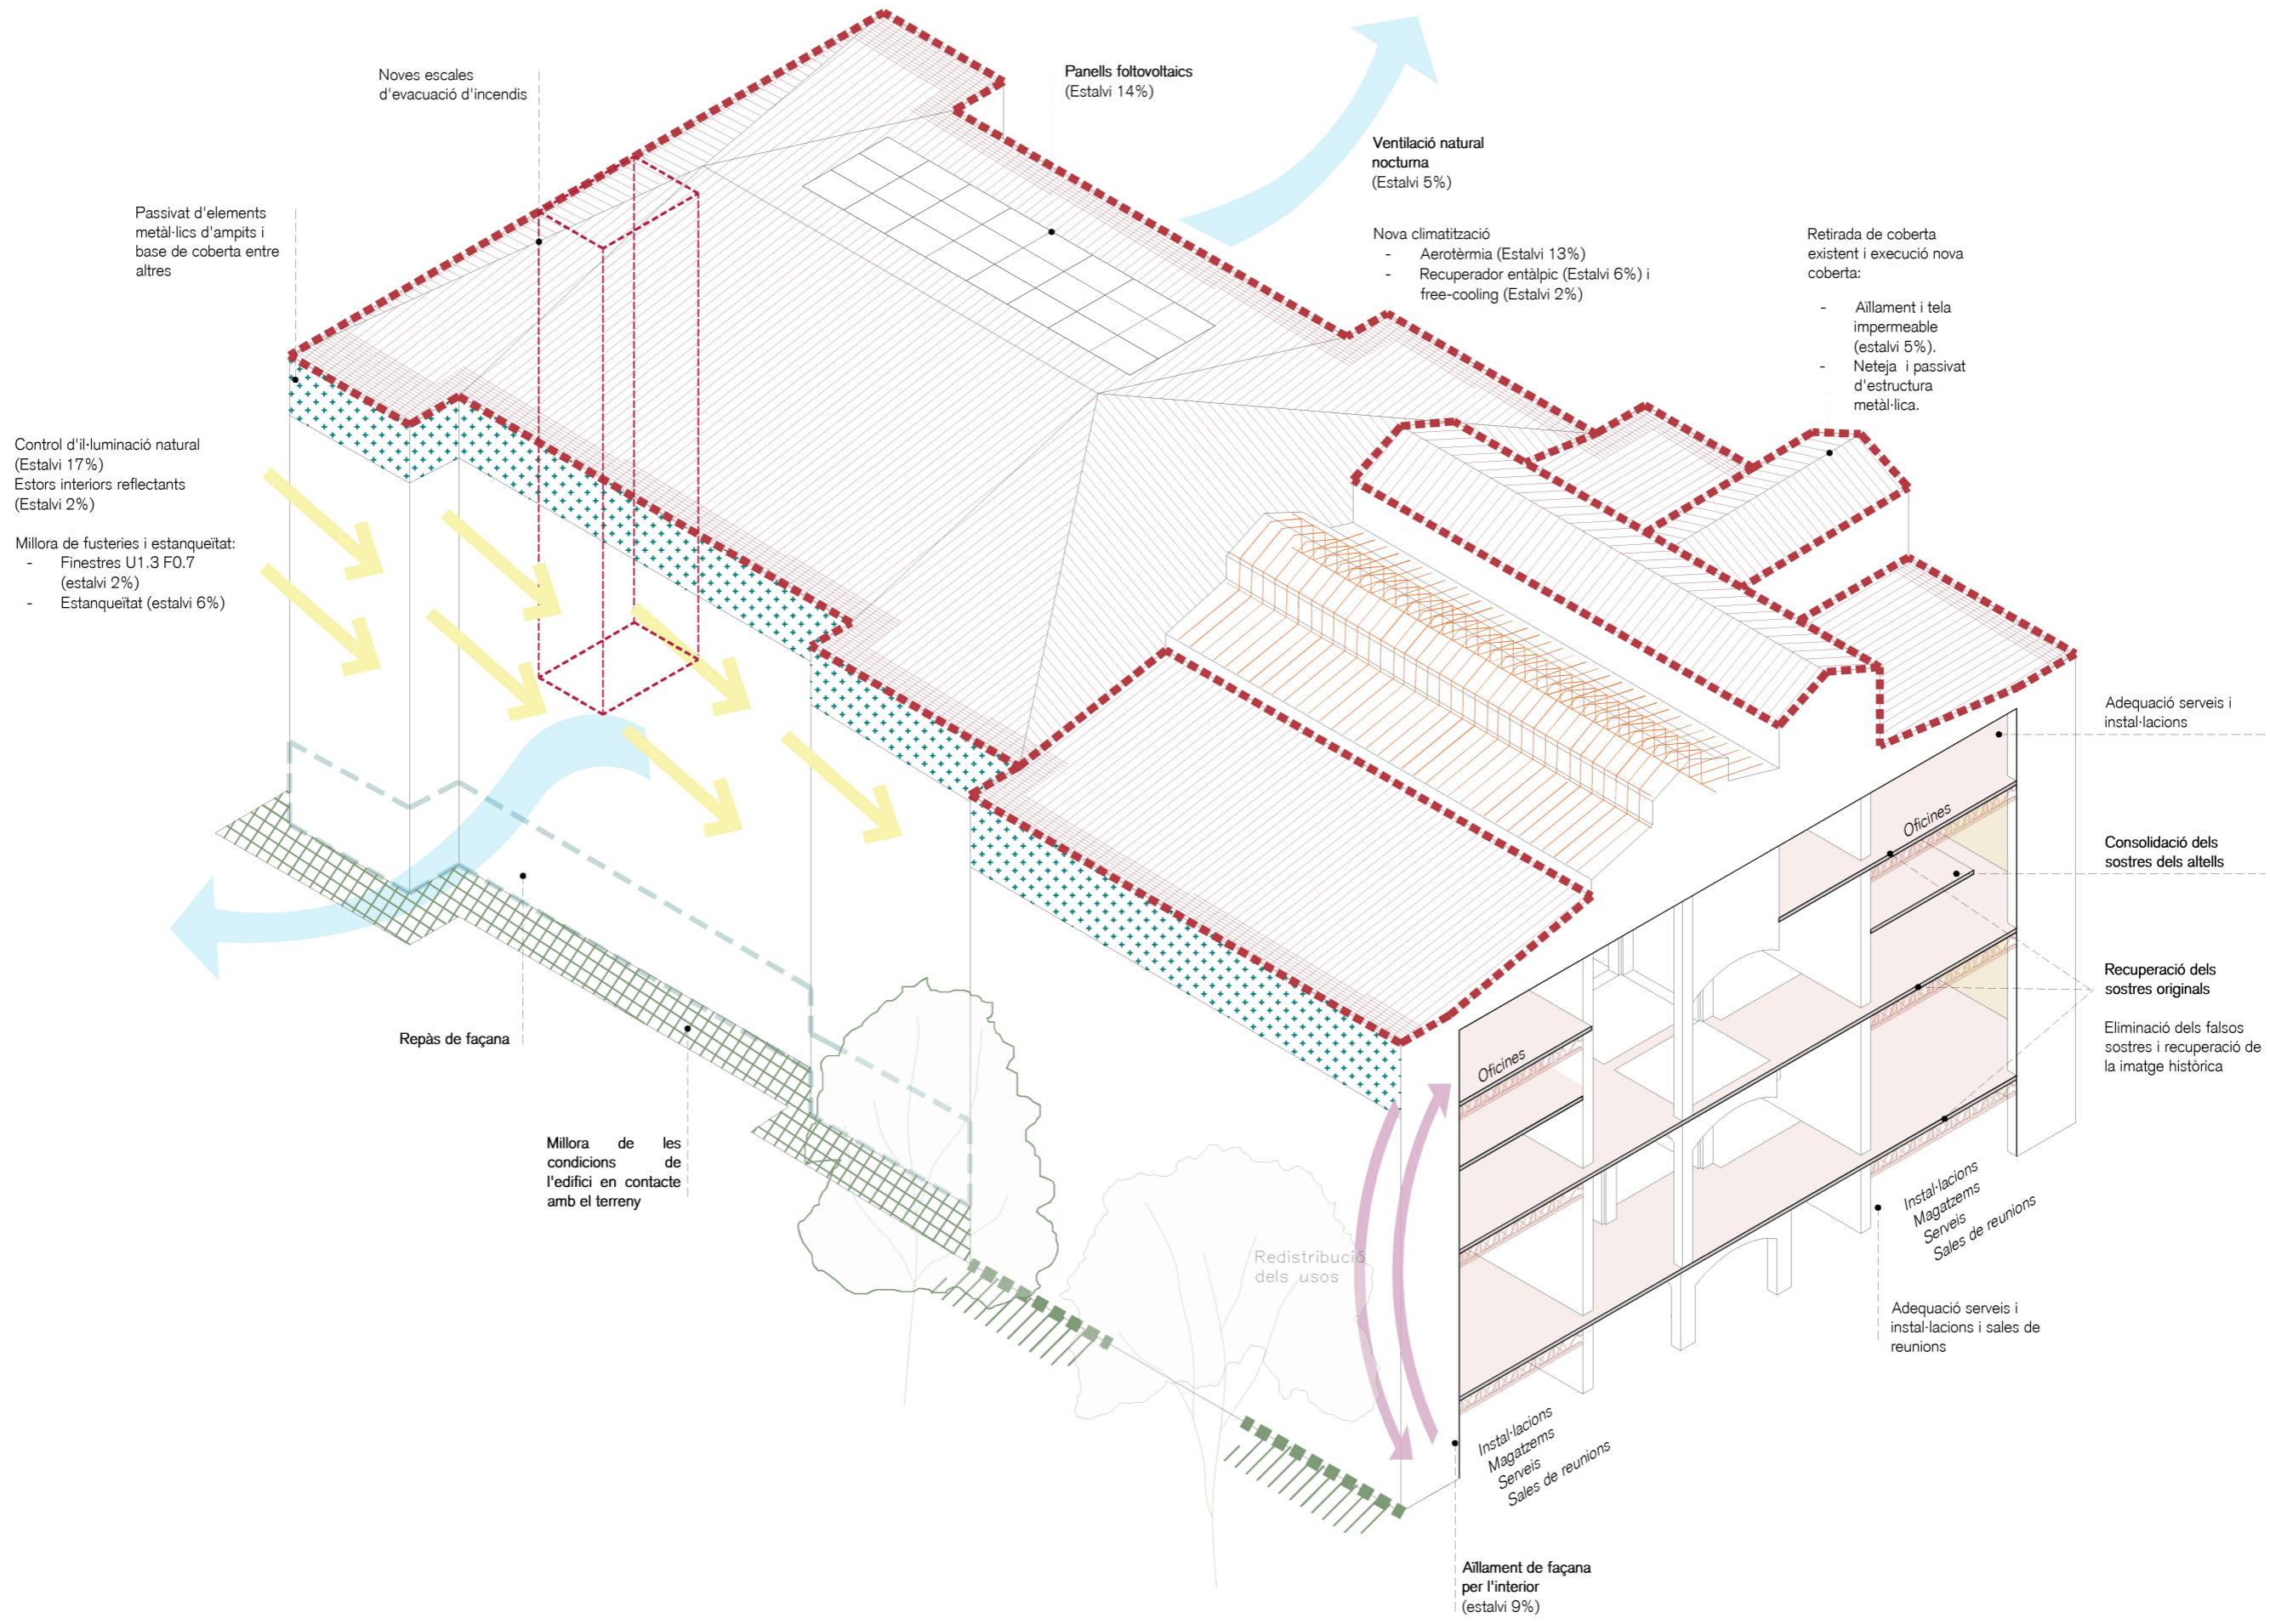 Noves escales
d'evacuació d'incendis
Panells foltovoltaics
(Estalvi 14%)
Ventilació natural
nocturna
(Estalvi 5%)
Nova climatització
- Aerotèrmia (Estalvi 13%)
- Recuperador entàlpic (Estalvi 6%) i
free-cooling (Estalvi 2%)
Retirada de coberta
existent i execució nova
coberta:
- Aïllament i tela
impermeable
(estalvi 5%).
- Neteja i passivat
d'estructura
metàl·lica.
Passivat d'elements
metàl·lics d'ampits i
base de coberta entre
altres
Control d'il·luminació natural
(Estalvi 17%)
Estors interiors reflectants
(Estalvi 2%)
Millora de fusteries i estanqueïtat:
- Finestres U1.3 F0.7
(estalvi 2%)
- Estanqueïtat (estalvi 6%)
Adequació serveis i
instal·lacions
Oficines
Consolidació dels
sostres dels altells
Recuperació dels
sostres originals
Eliminació dels falsos
sostres i recuperació de
la imatge històrica
Repàs de façana
Oficines
Millora de les
condicions de
l'edifici en contacte
amb el terreny
Redistribució
dels usos
Instal·lacions
Magatzems
Serveis
Sales de reunions
Adequació serveis i
instal·lacions i sales de
reunions
Instal·lacions
Magatzems
Serveis
Sales de reunions
Aïllament de façana
per l'interior
(estalvi 9%)